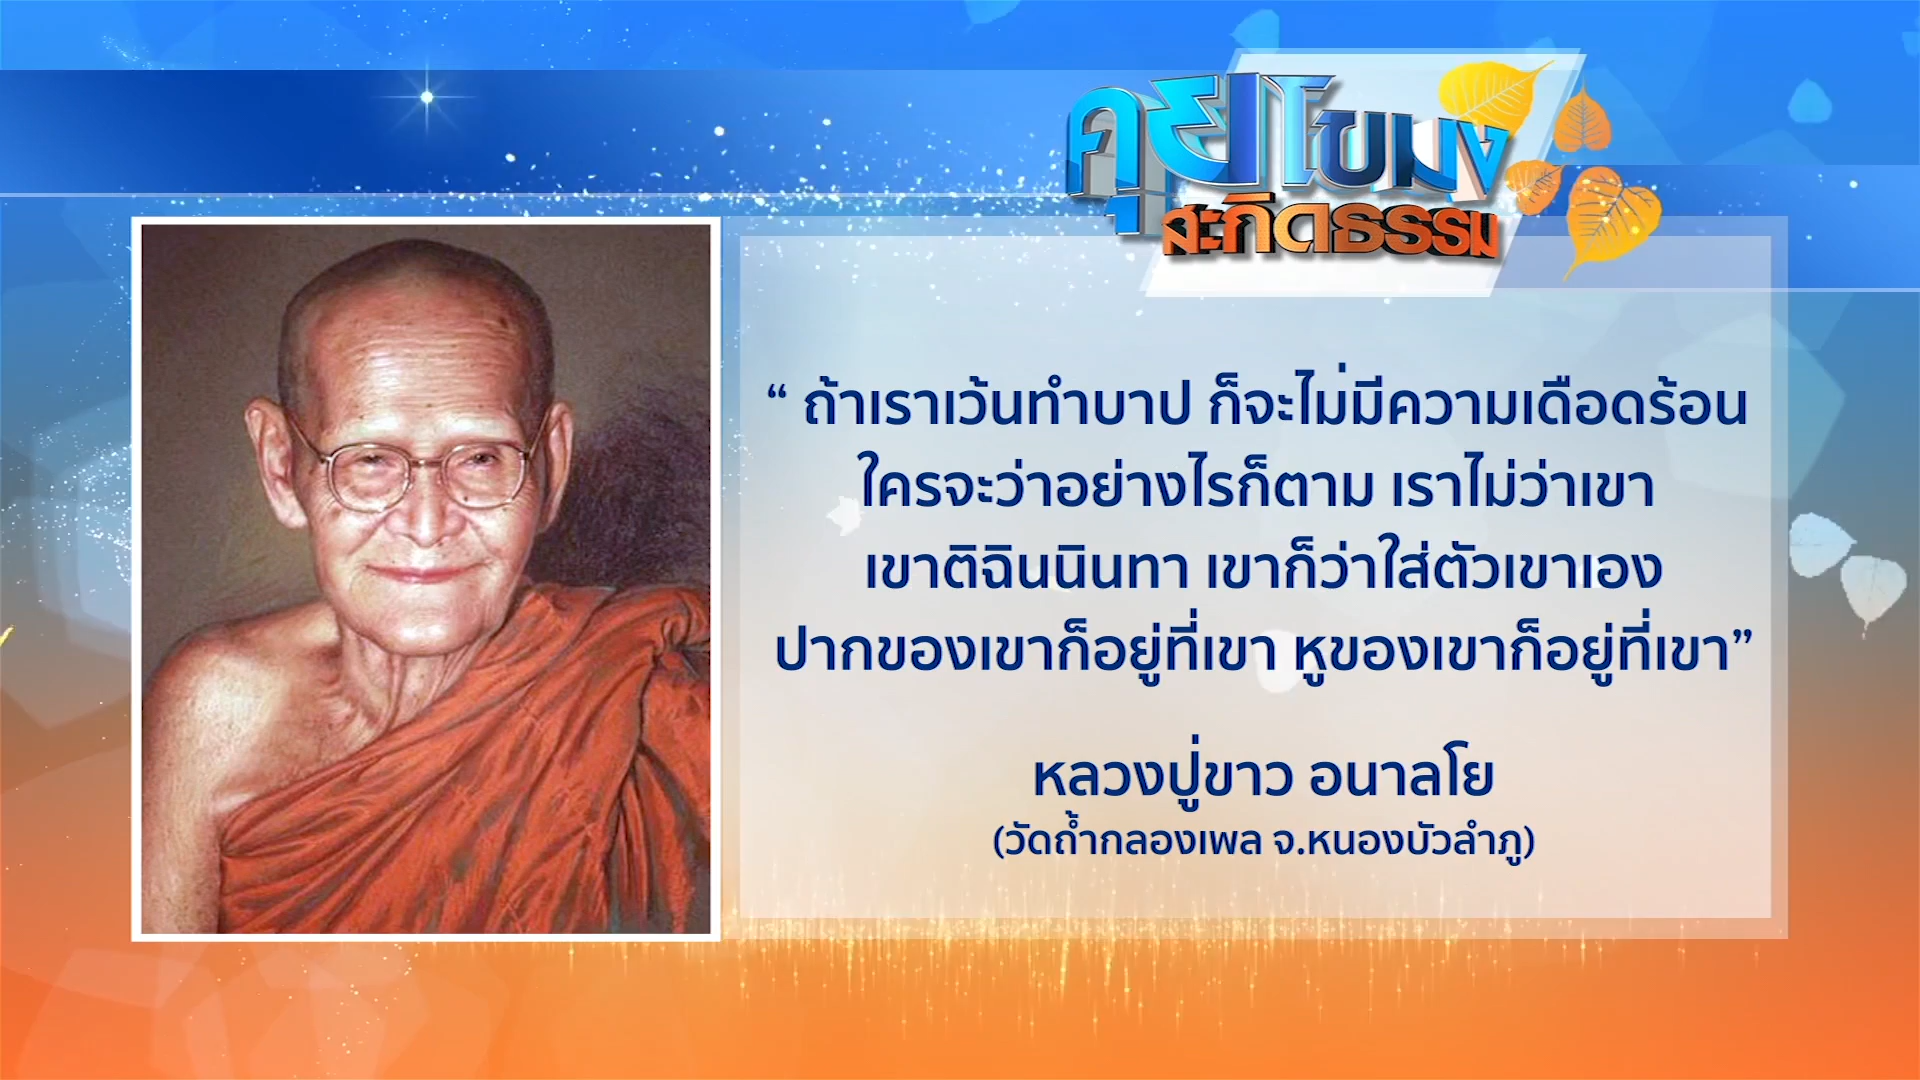 คุยโขมง
สะกิดธรรม
“ ถ้าเราเว้นทำบาป ก็จะไม่มีความเดือดร้อน
ใครจะว่าอย่างไรก็ตาม เราไม่ว่าเขา
เขาติฉินนินทา เขาก็ว่าใส่ตัวเขาเอง
ปากของเขาก็อยู่ที่เขา หูของเขาก็อยู่ที่เขา”
หลวงปู่ขาว อนาลโย
(วัดถ้ำกลองเพล จ.หนองบัวลำภู)